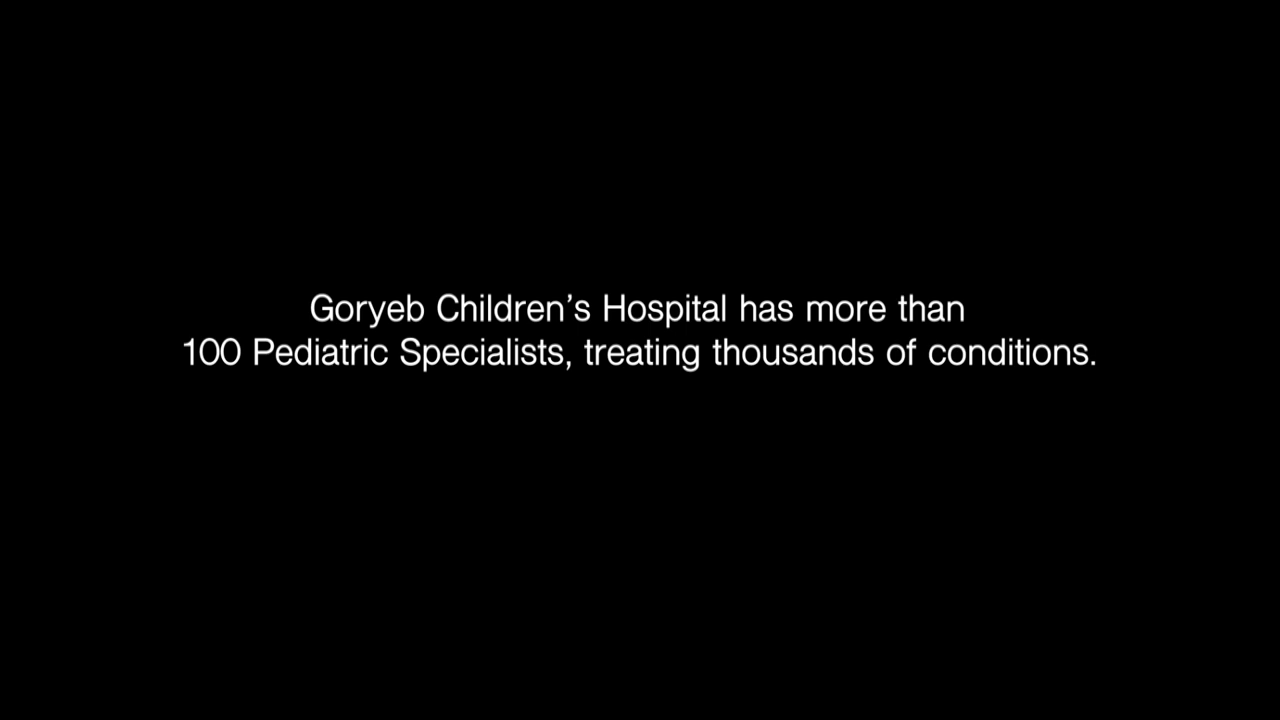 Goryeb Children’s Hospital has more than
100 Pediatric Specialists, treating thousands of conditions.